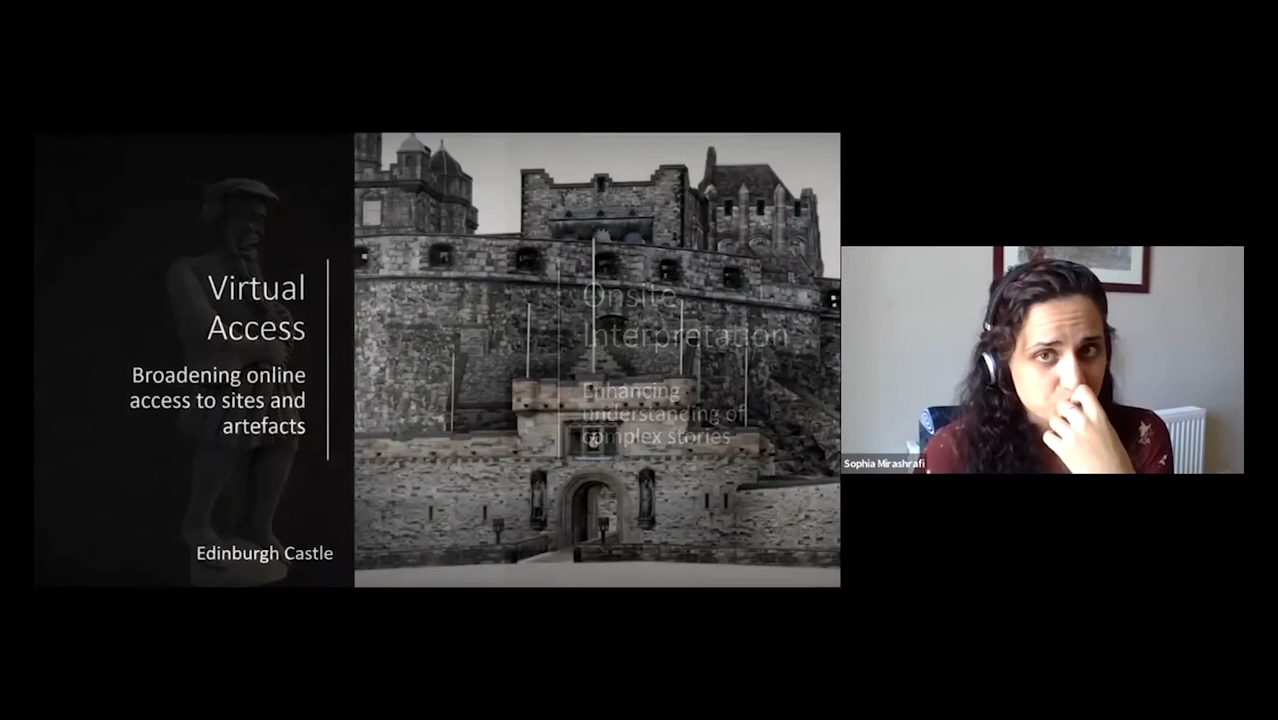 Virtual
Access
Broadening online
access to sites and
artefacts
Edinburgh Castle
Onsite
Interpretation
Enhancing
understanding of
complex stories
Sophia Mirashrafi